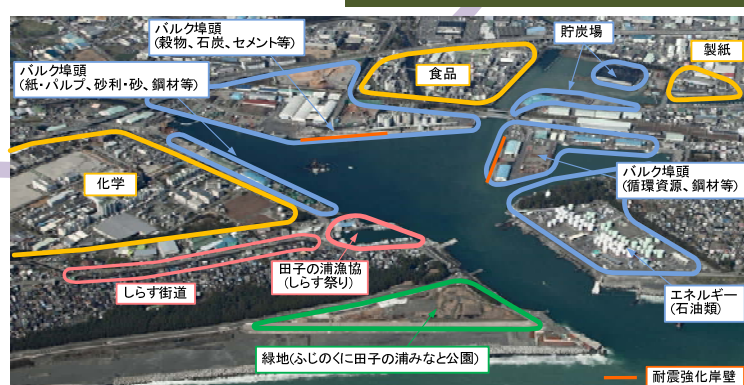 バルク埠頭
(穀物、石炭、セメント等)
貯炭場
製紙
バルク埠頭
(紙・パルプ、砂利・砂、鋼材等)
食品
化学
バルク埠頭
(循環資源、鋼材等)
田子の浦漁協
(しらす祭り)
しらす街道
エネルギー
(石油類)
緑地(ふじのくに田子の浦みなと公園)
耐震強化岸壁